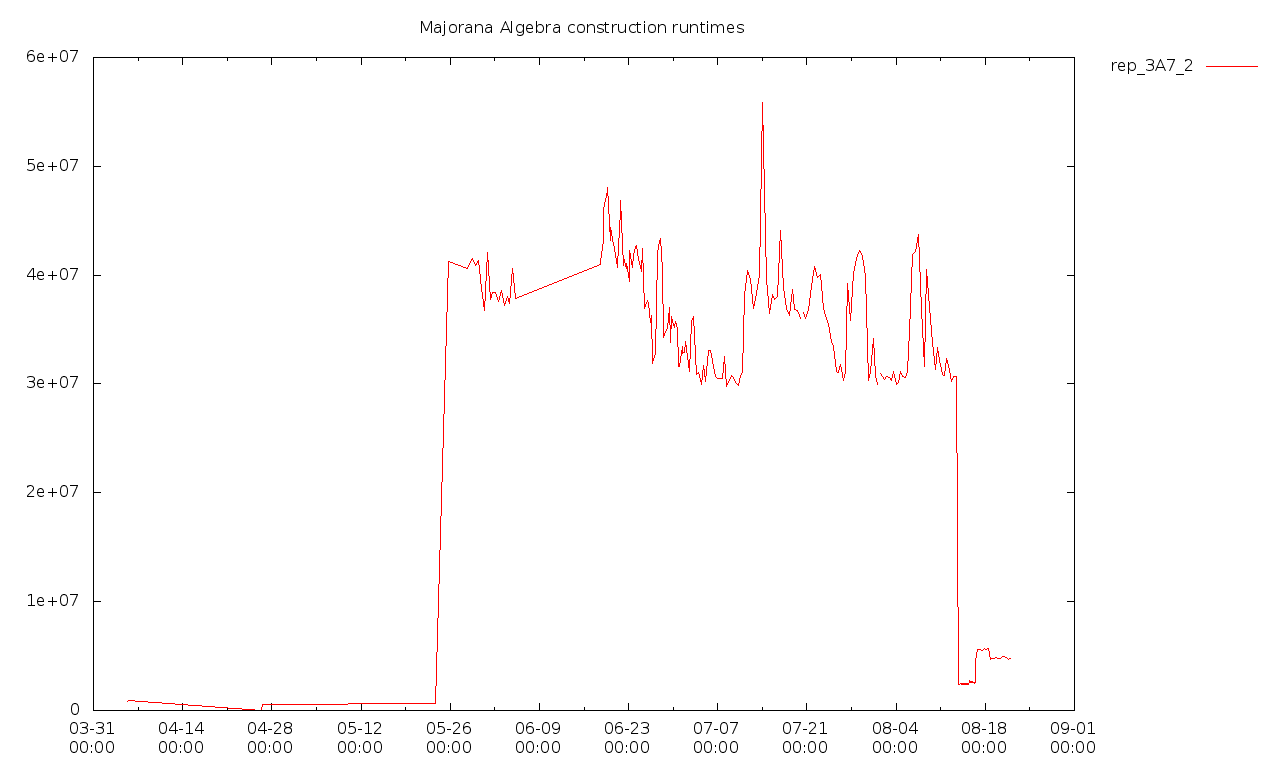 Majorana Algebra construction runtimes
rep_3A7_2
6e+07
5e+07
4e+07
3e+07
2e+07
1e+07
0
03-31 04-14 04-28 05-12 05-26 06-09 06-23 07-07 07-21 08-04 08-18 09-01
00:00 00:00 00:00 00:00 00:00 00:00 00:00 00:00 00:00 00:00 00:00 00:00